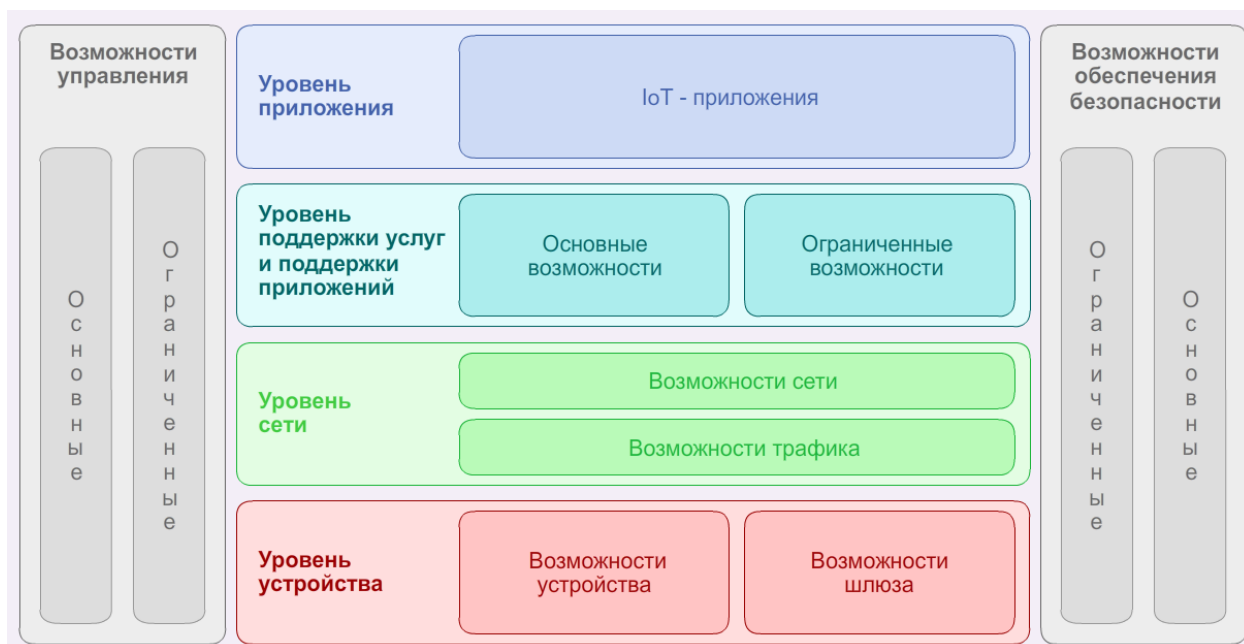 Возможности
управления
Основные
Ограниченные
Уровень
приложения
IoT - приложения
Уровень
поддержки услуг
и поддержки
приложений
Основные
возможности
Ограниченные
возможности
Уровень
сети
Возможности сети
Возможности трафика
Уровень
устройства
Возможности
устройства
Возможности
шлюза
Возможности
обеспечения
безопасности
Ограниченные
Основные